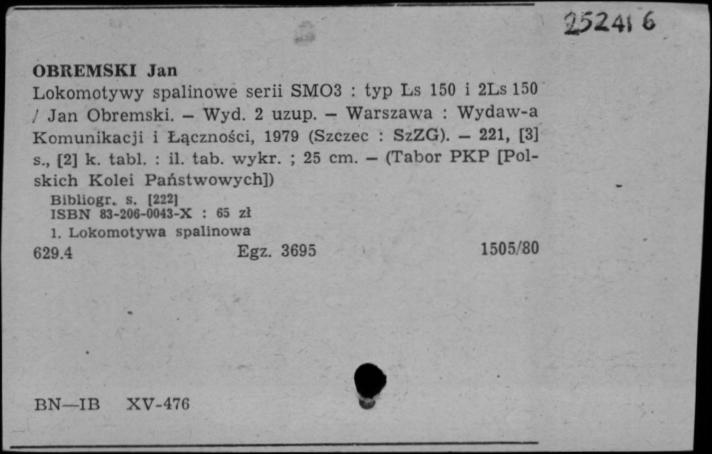 252416
OBREMSKI Jan
Lokomotywy spalinowe serii SMO3 : typ Ls 150 i 2Ls 150
/ Jan Obremski. — Wyd. 2 uzup. — Warszawa : Wydaw-a
Komunikacji i Łączności, 1979 (Szczec : SzZG). — 221, [3]
s., [2] k. tabl. : il. tab. wykr. ; 25 cm. — (Tabor PKP [Pol-
skich Kolei Państwowych])
Bibliogr. s. [222]
ISBN 83-206-0043-X : 65 zł
1. Lokomotywa spalinowa
629.4 Egz. 3695 1505/80
BN—IB XV-476